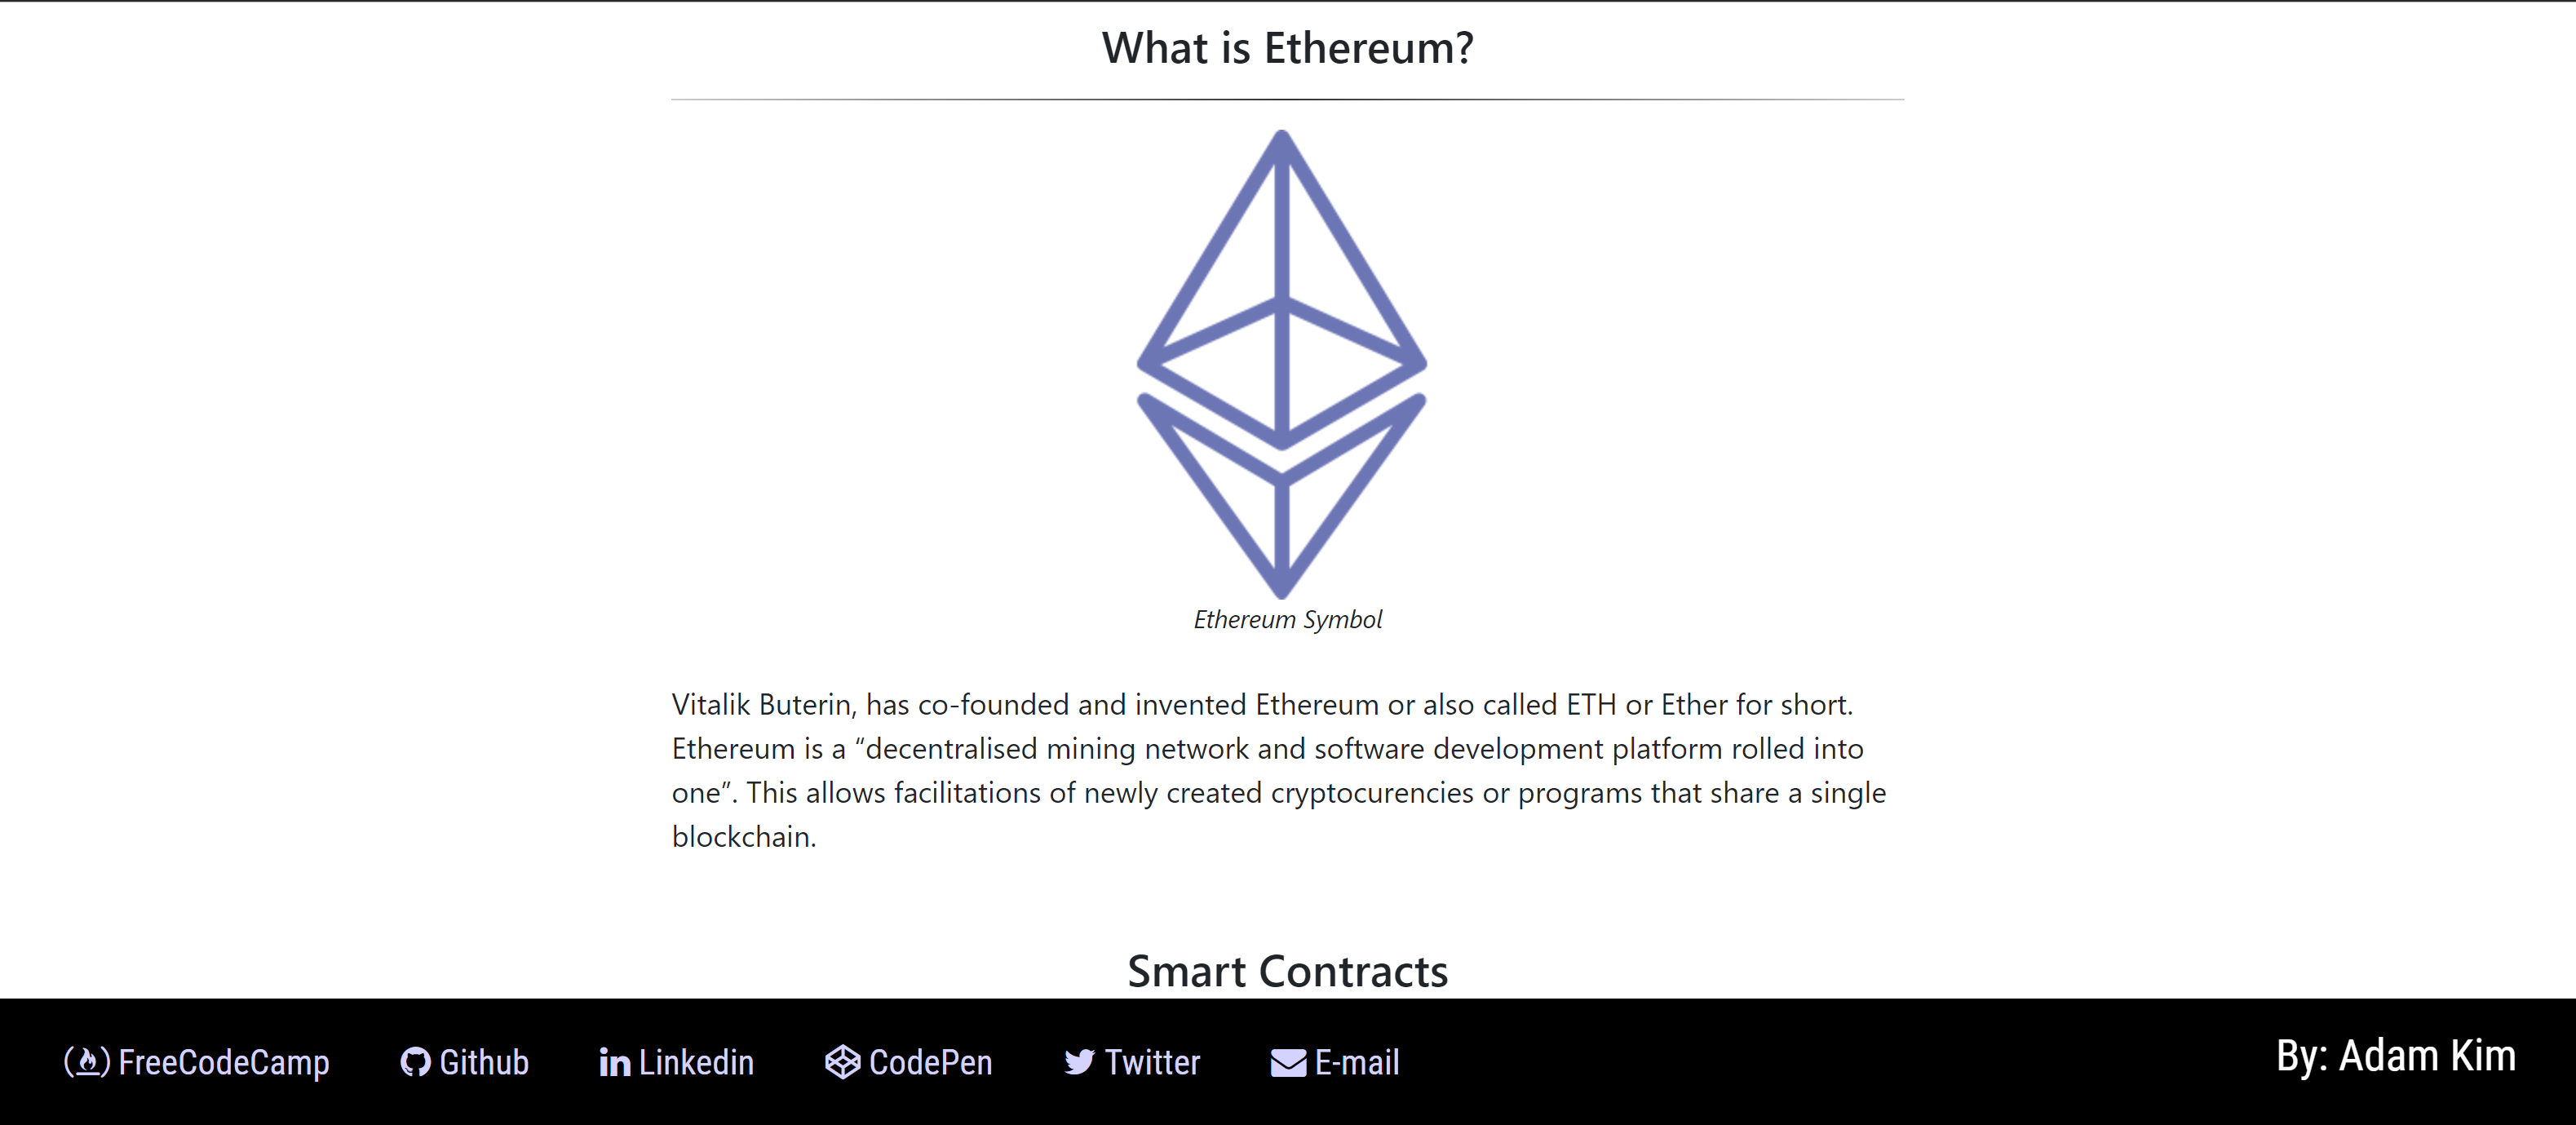 What is Ethereum?
Ethereum Symbol
Vitalik Buterin, has co-founded and invented Ethereum or also called ETH or Ether for short.
Ethereum is a “decentralised mining network and software development platform rolled into
one”. This allows facilitations of newly created cryptocurencies or programs that share a single
blockchain.
Smart Contracts
FreeCodeCamp Github Linkedin CodePen Twitter E-mail By: Adam Kim